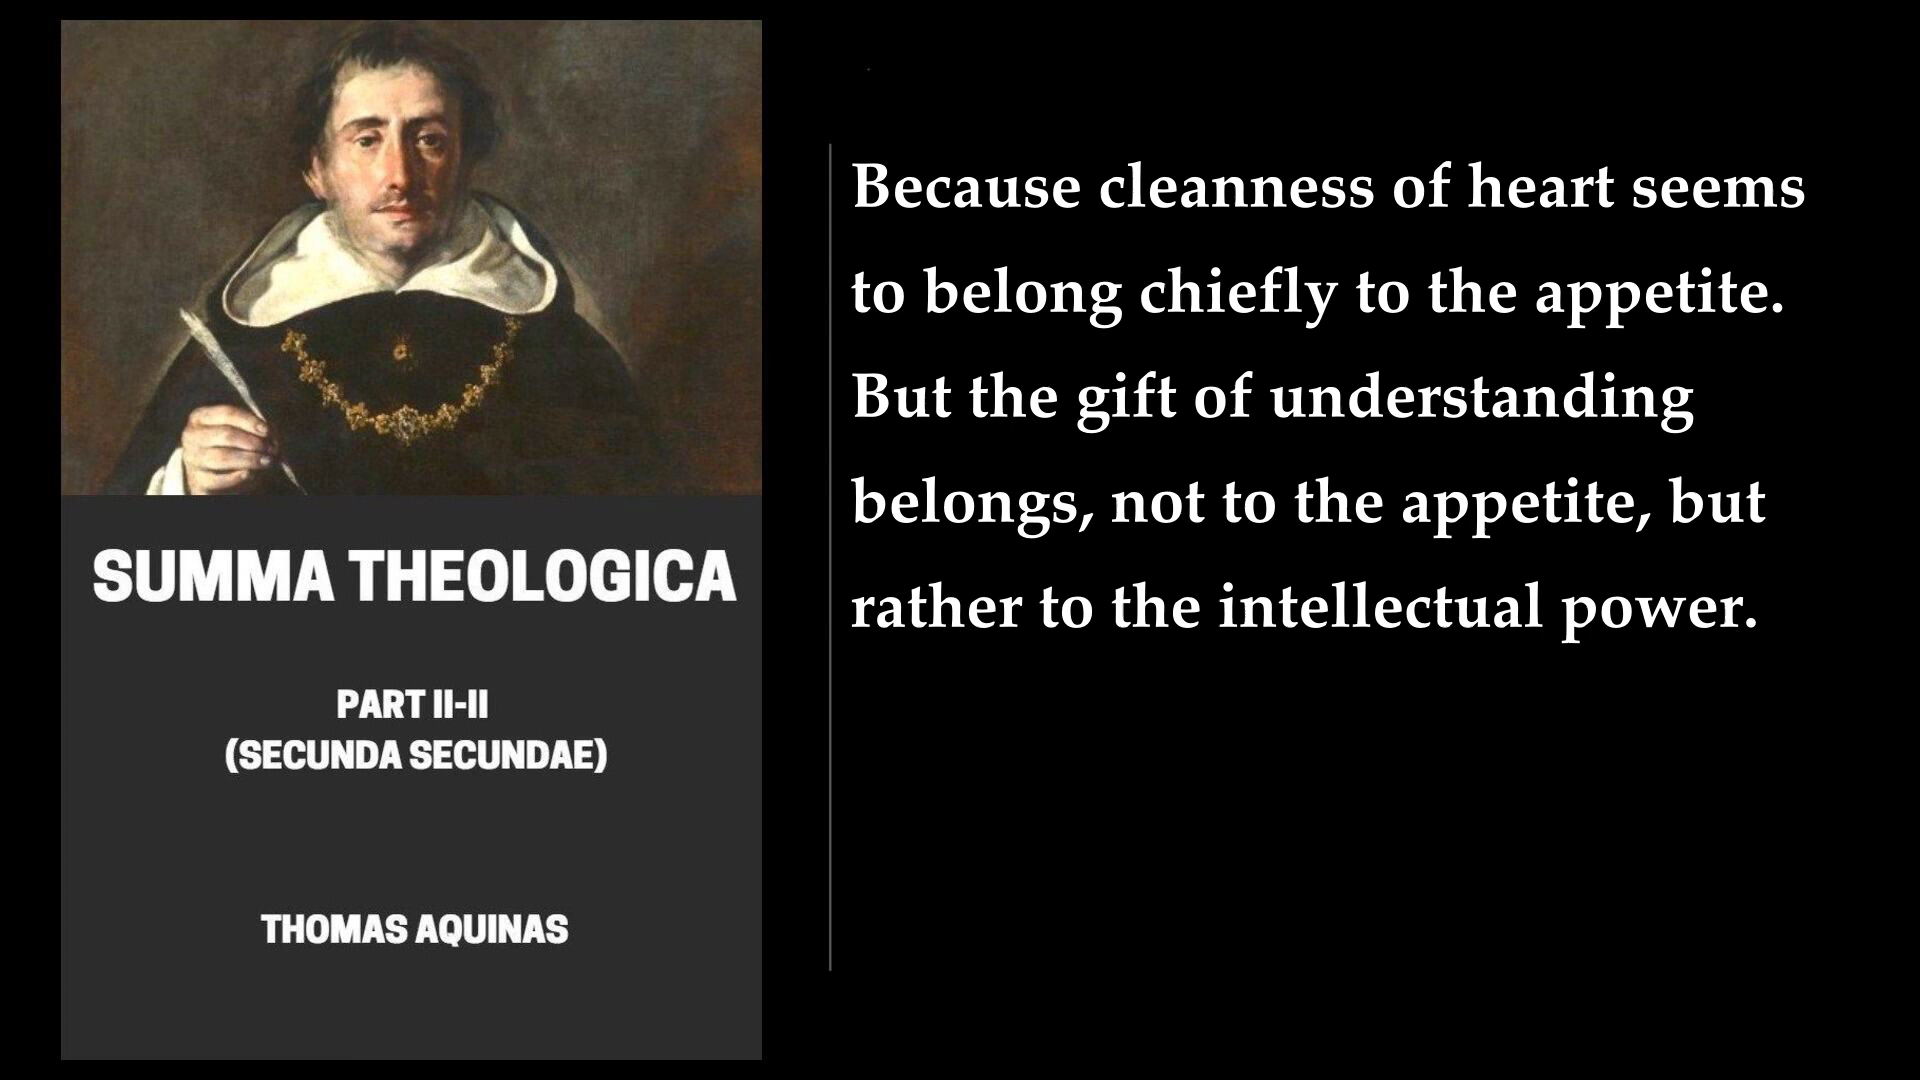 SUMMA THEOLOGICA
PART II-II
(SECUNDA SECUNDAE)
THOMAS AQUINAS
Because cleanness of heart seems
to belong chiefly to the appetite.
But the gift of understanding
belongs, not to the appetite, but
rather to the intellectual power.